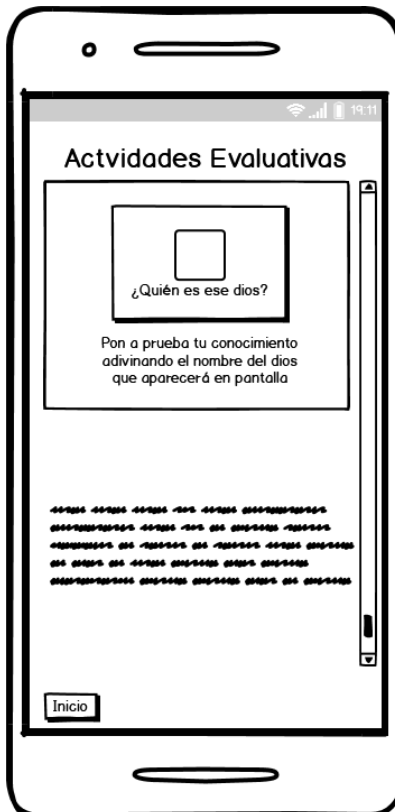 19:11
Actvidades Evaluativas
¿Quién es ese dios?
Pon a prueba tu conocimiento
adivinando el nombre del dios
que aparecerá en pantalla
Inicio